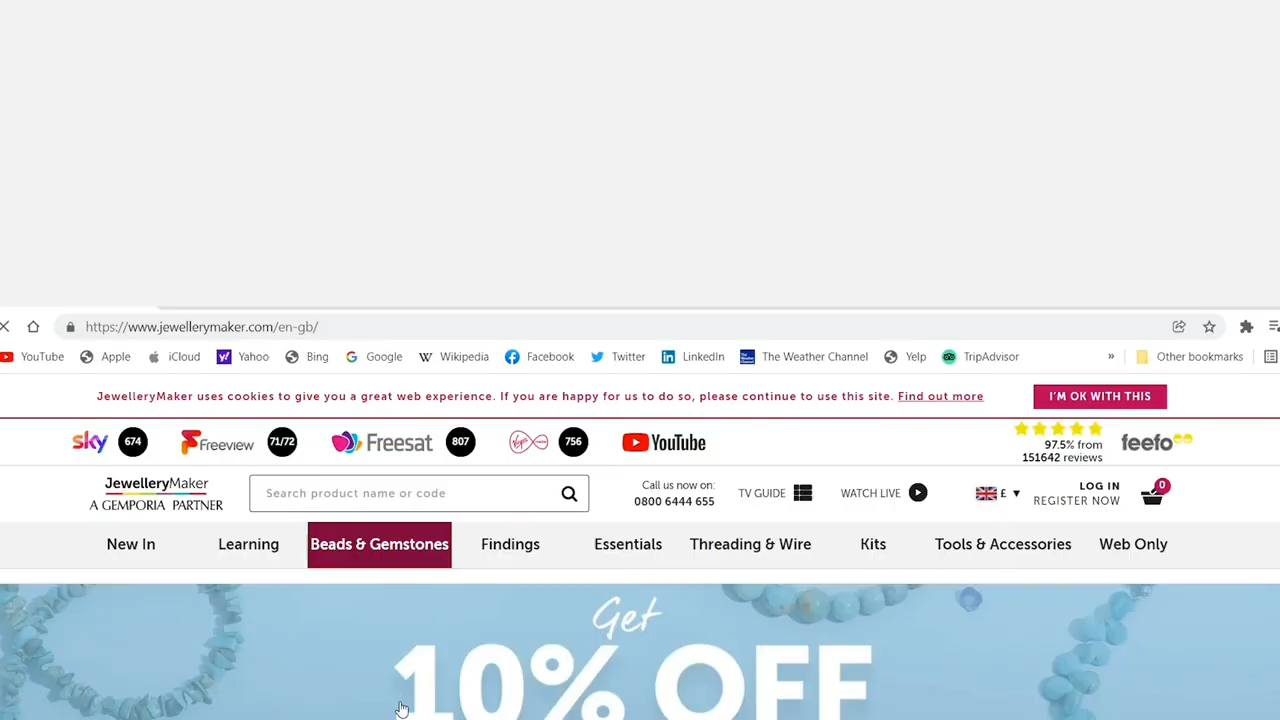 https://www.jewellerymaker.com/en-gb/
YouTube Apple iCloud Yahoo Bing Google Wikipedia Facebook Twitter LinkedIn The Weather Channel Yelp TripAdvisor » Other bookmarks
JewelleryMaker uses cookies to give you a great web experience. If you are happy for us to do so, please continue to use this site. Find out more I'M OK WITH THIS
sky 674 Freeview 71/72 Freesat 807 756 YouTube
97.5% from
151642 reviews
feefo
JewelleryMaker
A GEMPORIA PARTNER
Search product name or code
Call us now on:
0800 6444 655
TV GUIDE
WATCH LIVE
£
LOG IN
REGISTER NOW
0
New In Learning Beads & Gemstones Findings Essentials Threading & Wire Kits Tools & Accessories Web Only
Get
10% OFF